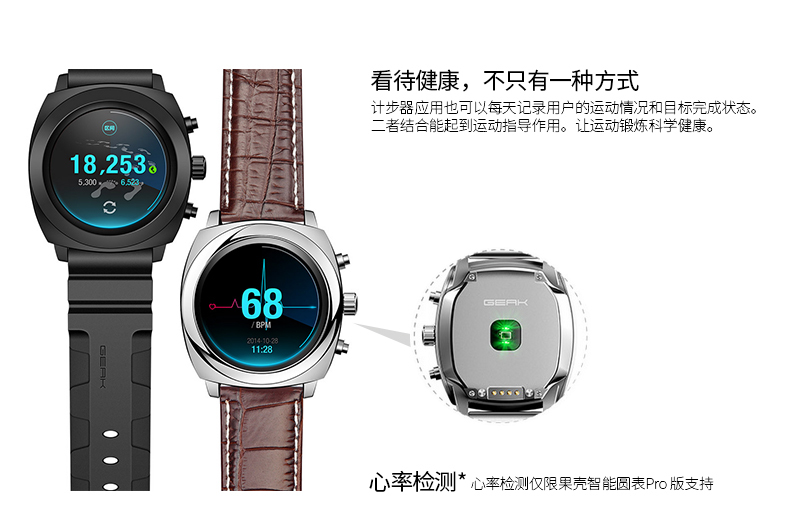 看待健康，不只有一种方式
计步器应用也可以每天记录用户的运动情况和目标完成状态。
二者结合能起到运动指导作用。让运动锻炼科学健康。
18,253
5,300
6,523
68
/ BPM
2014-10-28
11:28
GEAK
GEAK
心率检测* 心率检测仅限果壳智能圆表Pro 版支持